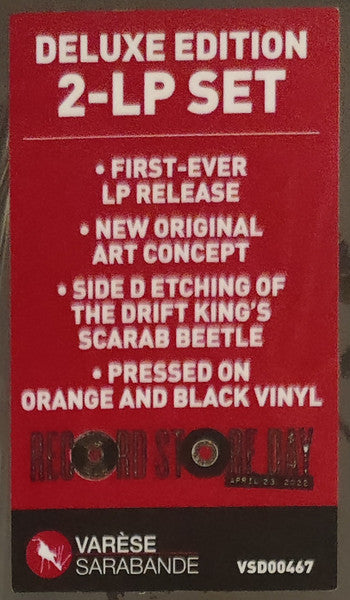 DELUXE EDITION
2-LP SET
• FIRST-EVER
LP RELEASE
• NEW ORIGINAL
ART CONCEPT
• SIDE D ETCHING OF
THE DRIFT KING'S
SCARAB BEETLE
• PRESSED ON
ORANGE AND BLACK VINYL
RECORD STORE DAY
APRIL 23, 2022
VARÈSE
SARABANDE
VSD00467